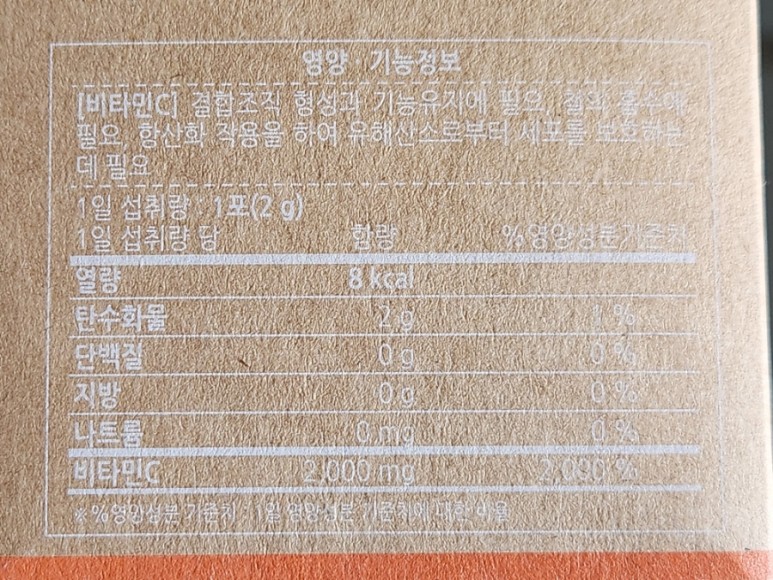 영양 · 기능정보
[비타민C] 결합조직 형성과 기능유지에 필요, 철의 흡수에
필요, 항산화 작용을 하여 유해산소로부터 세포를 보호하는
데 필요
1일 섭취량 : 1포(2 g)
1일 섭취량 당 함량 %영양성분기준치
열량 8 kcal
탄수화물 2 g 1 %
단백질 0 g 0 %
지방 0 g 0 %
나트륨 0 mg 0 %
비타민C 2,000 mg 2,000 %
※%영양성분 기준치 : 1일 영양성분 기준치에 대한 비율